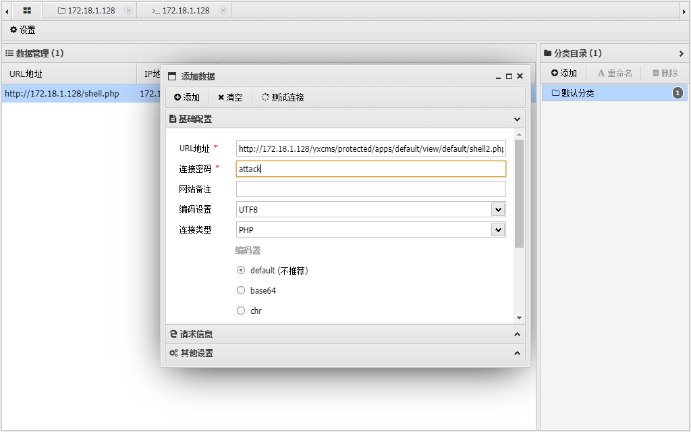 172.18.1.128
>_ 172.18.1.128
设置
数据管理 (1)
URL地址
IP地
http://172.18.1.128/shell.php
172.1
添加数据
添加
清空
测试连接
基础配置
URL地址 *
http://172.18.1.128/yxcms/protected/apps/default/view/default/shell2.php
连接密码 *
attack
网站备注
编码设置
UTF8
连接类型
PHP
编码器
default (不推荐)
base64
chr
请求信息
其他设置
分类目录 (1)
添加
A 重命名
删除
默认分类
1